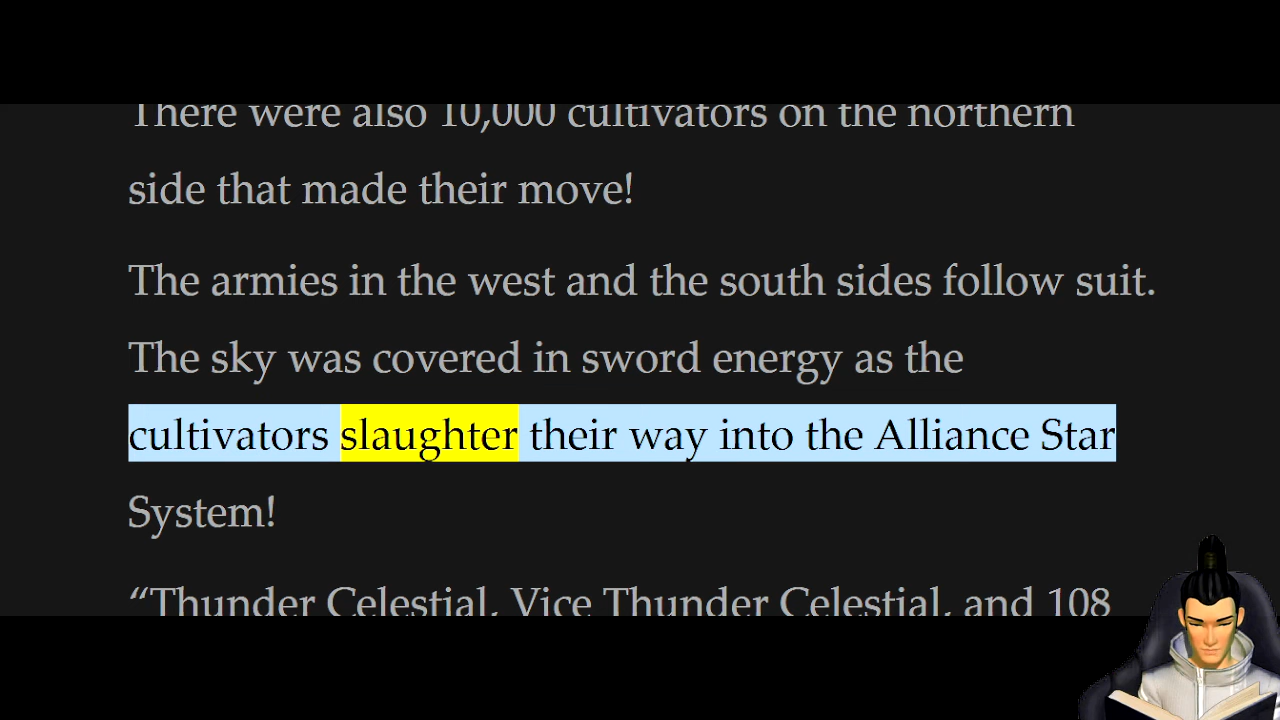 There were also 10,000 cultivators on the northern
side that made their move!
The armies in the west and the south sides follow suit.
The sky was covered in sword energy as the
cultivators slaughter their way into the Alliance Star
System!
“Thunder Celestial, Vice Thunder Celestial, and 108